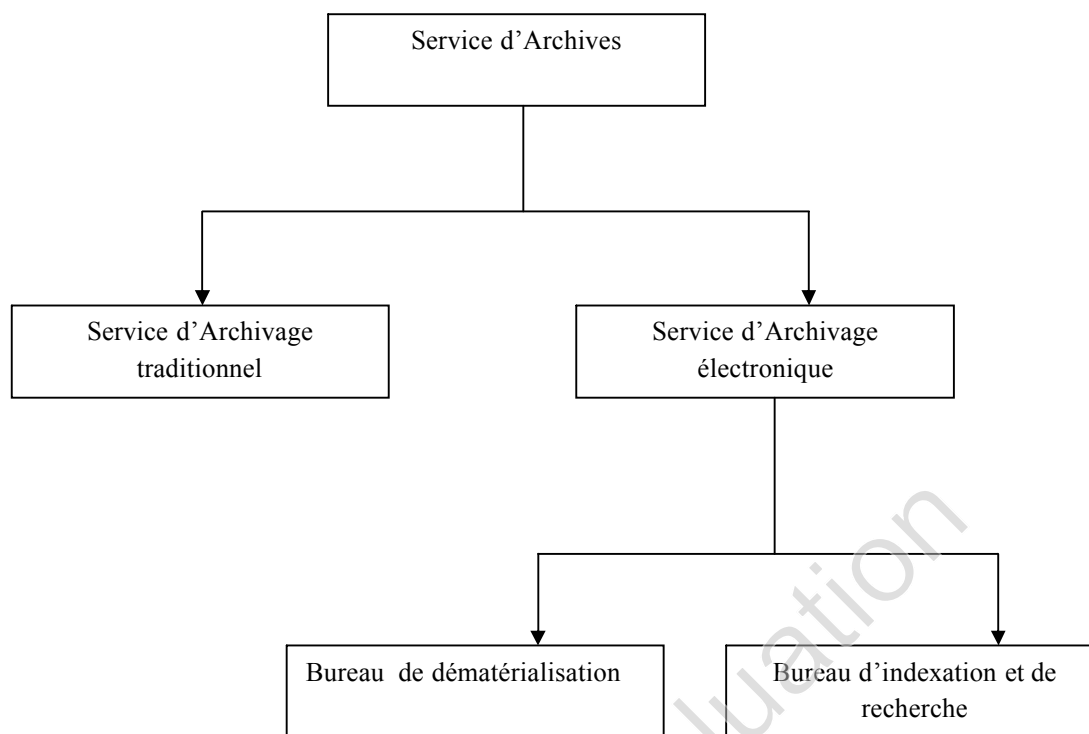 Service d’Archives
Service d’Archivage
traditionnel
Service d’Archivage
électronique
Bureau de dématérialisation
Bureau d’indexation et de
recherche